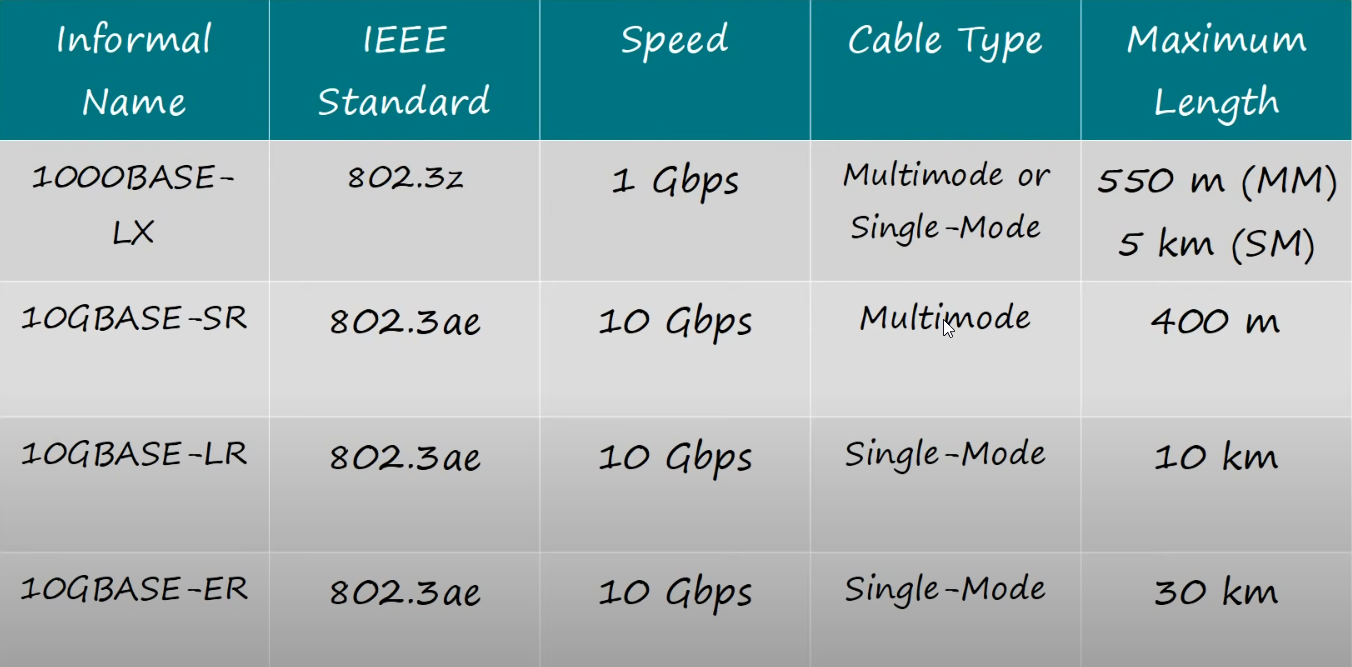 Informal
Name
IEEE
Standard
Speed
Cable Type
Maximum
Length
1000BASE-
LX
802.3z
1 Gbps
Multimode or
Single-Mode
550 m (MM)
5 km (SM)
10GBASE-SR
802.3ae
10 Gbps
Multimode
400 m
10GBASE-LR
802.3ae
10 Gbps
Single-Mode
10 km
10GBASE-ER
802.3ae
10 Gbps
Single-Mode
30 km